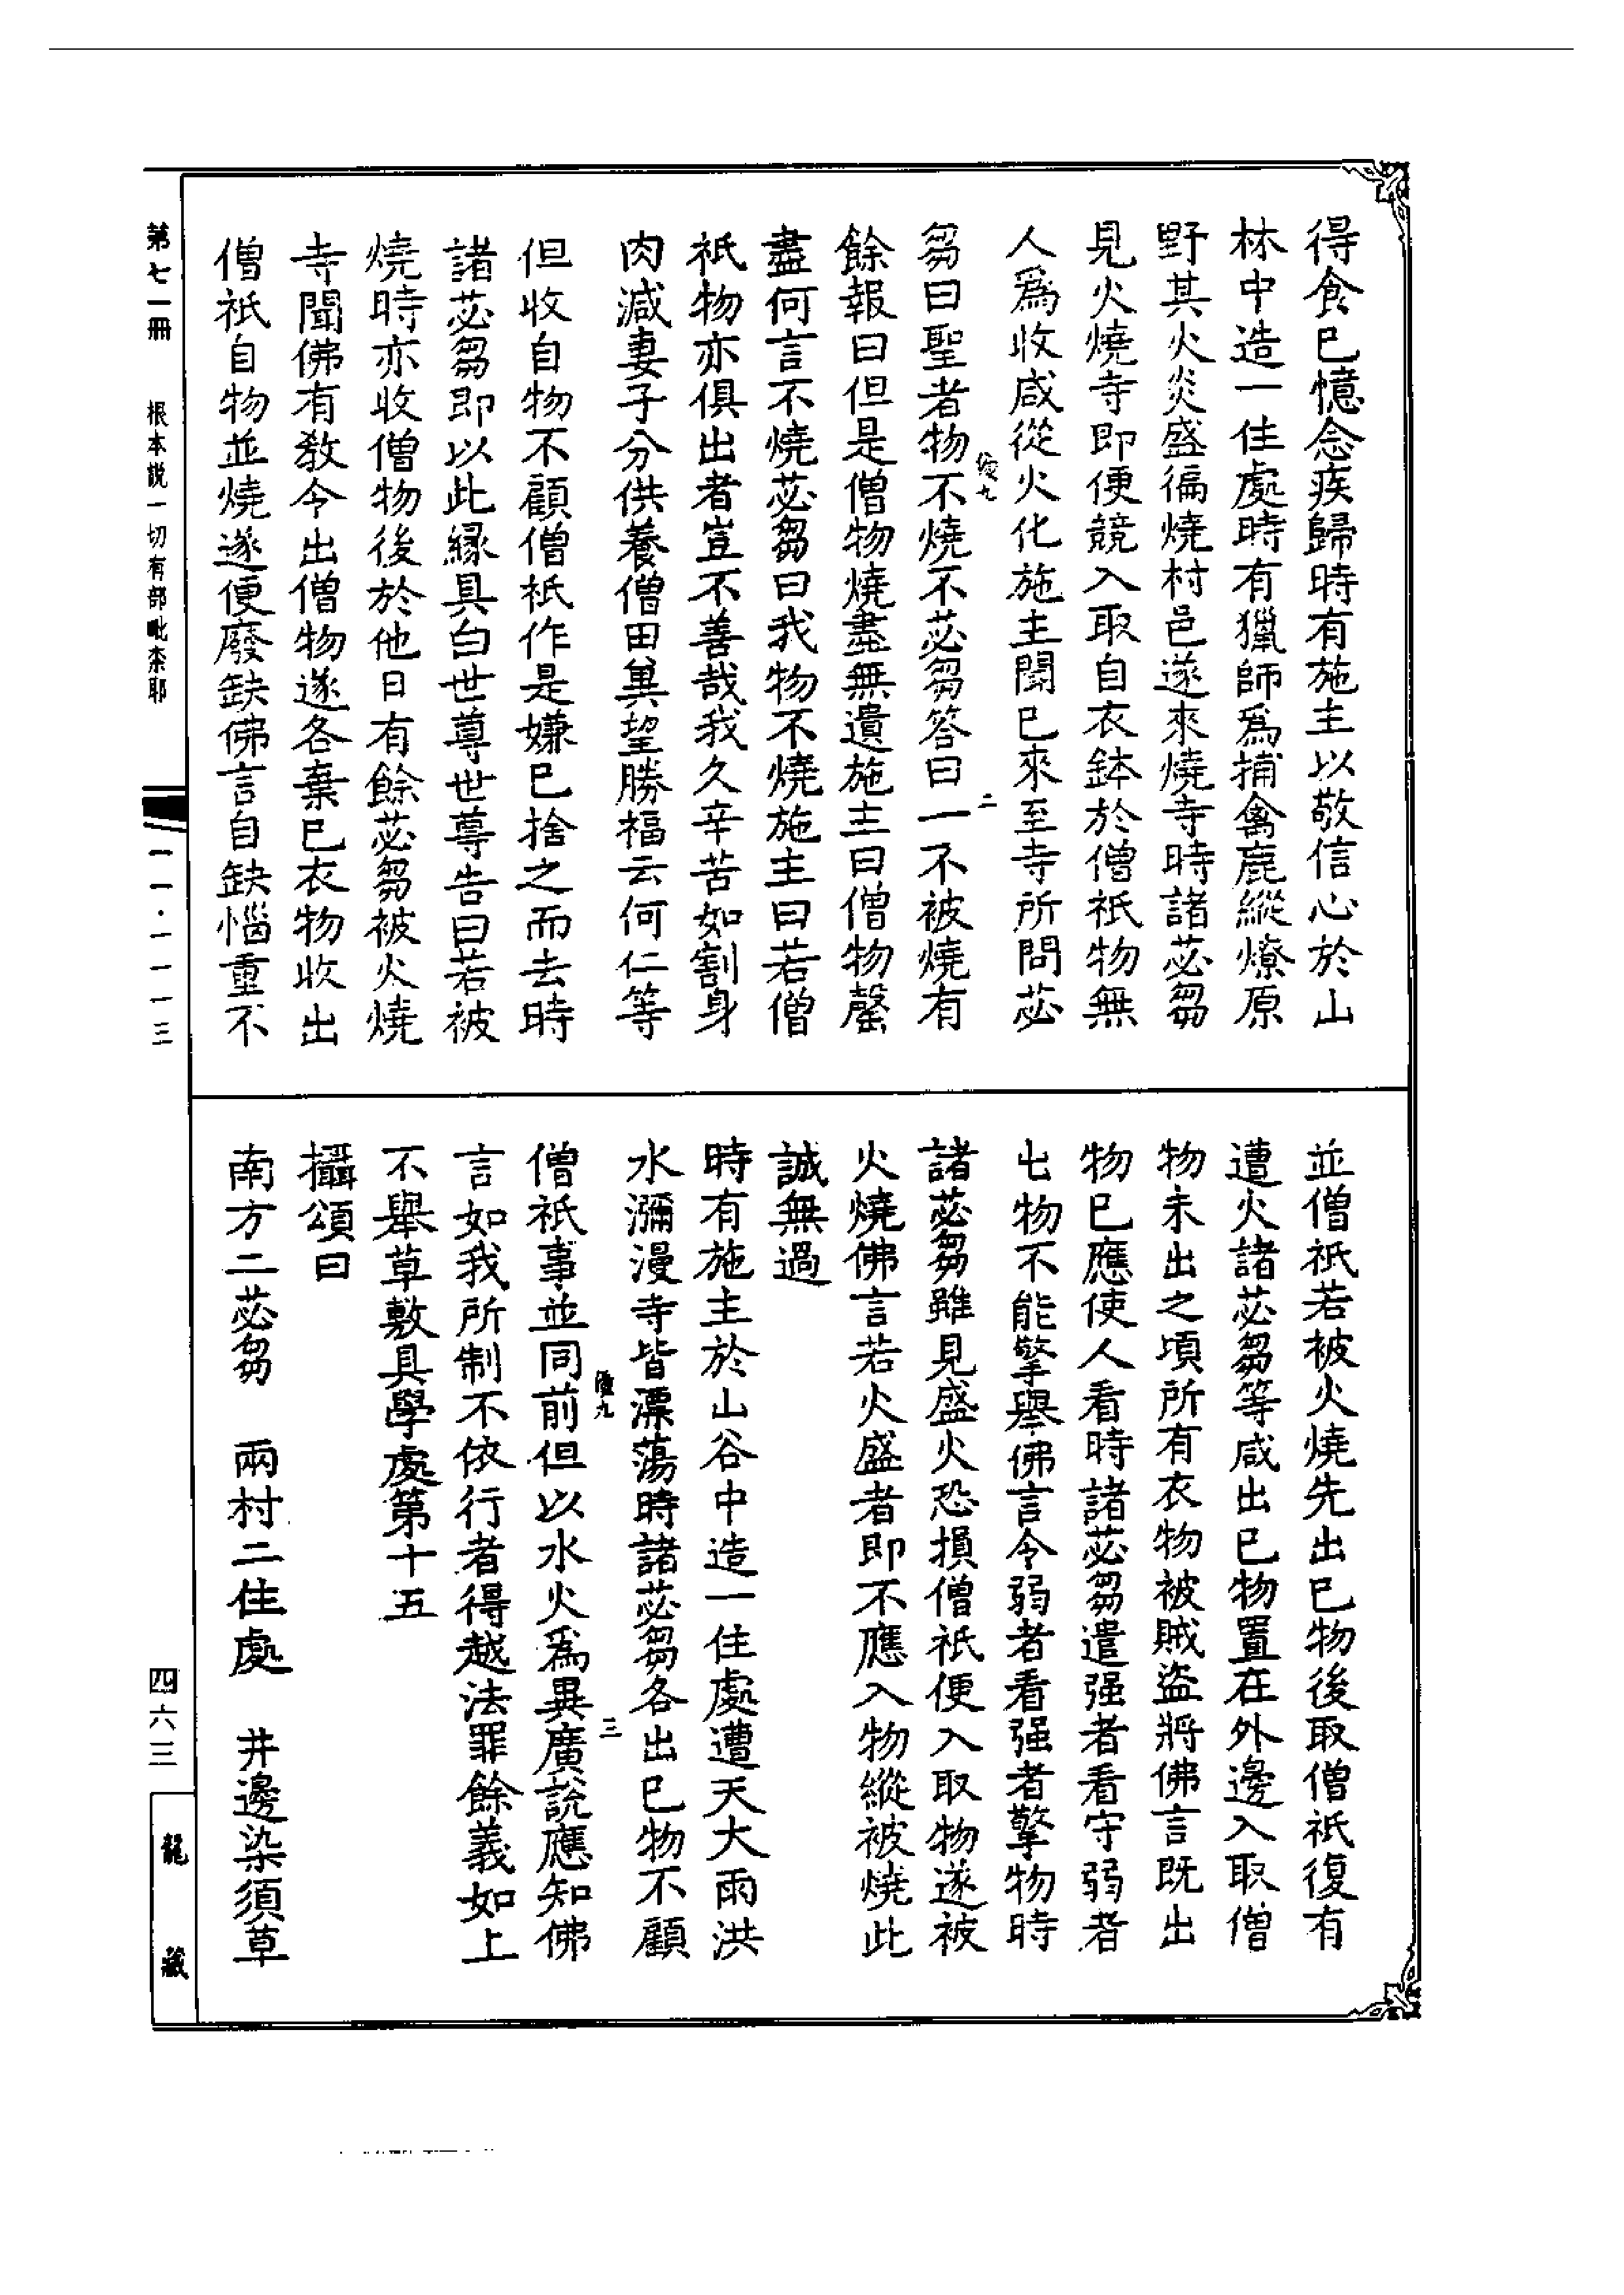 得食已憶念疾歸時有施主以敬信心於山
林中造一住處時有獵師爲捕禽鹿縱燎原
野其火炎盛徧燒村邑遂來燒寺時諸苾芻
見火燒寺即便競入取自衣鉢於僧祇物無
人爲收咸從火化施主聞已來至寺所問苾
芻曰聖者物不燒不苾芻答曰一不被燒有
餘報曰但是僧物燒盡無遺施主曰僧物罄
盡何言不燒苾芻曰我物不燒施主曰若僧
祇物亦俱出者豈不善哉我久辛苦如割身
肉減妻子分供養僧田冀望勝福云何仁等
但收自物不顧僧祇作是嫌已捨之而去時
諸苾芻即以此緣具白世尊世尊告曰若被
燒時亦收僧物後於他日有餘苾芻被火燒
寺聞佛有教令出僧物遂各棄已衣物收出
僧祇自物並燒遂便廢缺佛言自缺惱重不
並僧祇若被火燒先出已物後取僧祇復有
遭火諸苾芻等咸出已物置在外邊入取僧
物未出之頃所有衣物被賊盜將佛言既出
物已應使人看時諸苾芻遣强者看守弱者
七物不能擎舉佛言令弱者看强者擎物時
諸苾芻雖見盛火恐損僧祇便入取物遂被
火燒佛言若火盛者即不應入物縱被燒此
誠無過
時有施主於山谷中造一住處遭天大雨洪
水瀰漫寺皆漂蕩時諸苾芻各出已物不顧
僧祇事並同前但以水火爲異廣說應知佛
言如我所制不依行者得越法罪餘義如上
不舉草敷具學處第十五
攝頌曰
南方二苾芻　兩村二住處　井邊染須草
二
三
第七一冊　根本說一切有部毗柰耶
一一·一一一三
四六三
龍藏